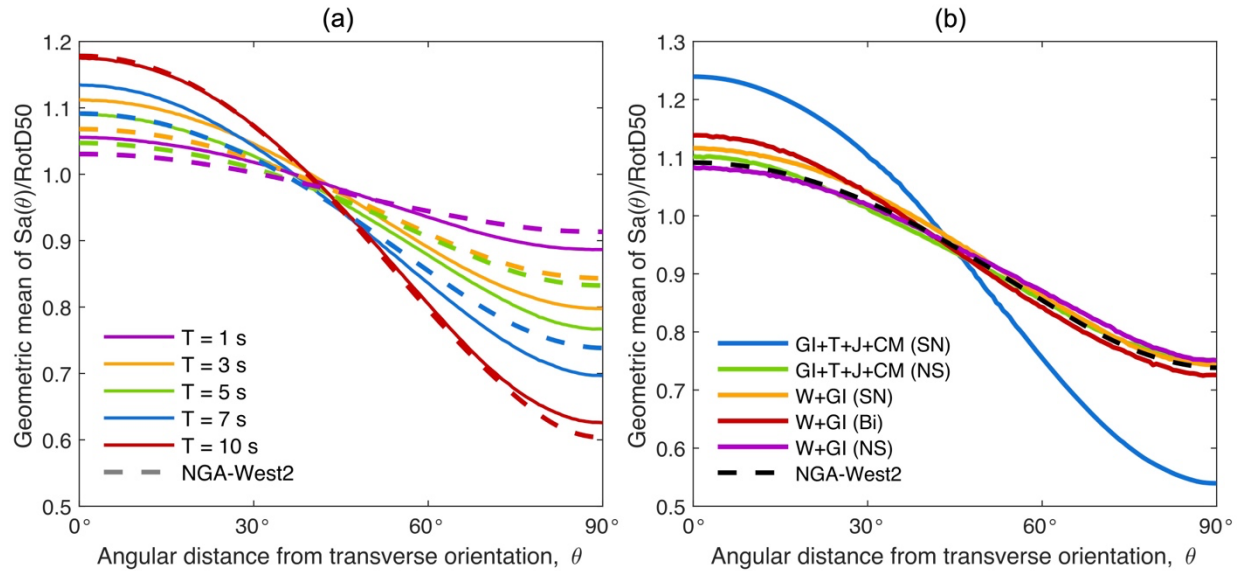 (a)
Geometric mean of Sa(θ)/RotD50
1.2
1.1
1.0
0.9
0.8
0.7
0.6
0.5
T = 1 s
T = 3 s
T = 5 s
T = 7 s
T = 10 s
NGA-West2
0° 30° 60° 90°
Angular distance from transverse orientation, θ
(b)
Geometric mean of Sa(θ)/RotD50
1.3
1.2
1.1
1.0
0.9
0.8
0.7
0.6
0.5
GI+T+J+CM (SN)
GI+T+J+CM (NS)
W+GI (SN)
W+GI (Bi)
W+GI (NS)
NGA-West2
0° 30° 60° 90°
Angular distance from transverse orientation, θ